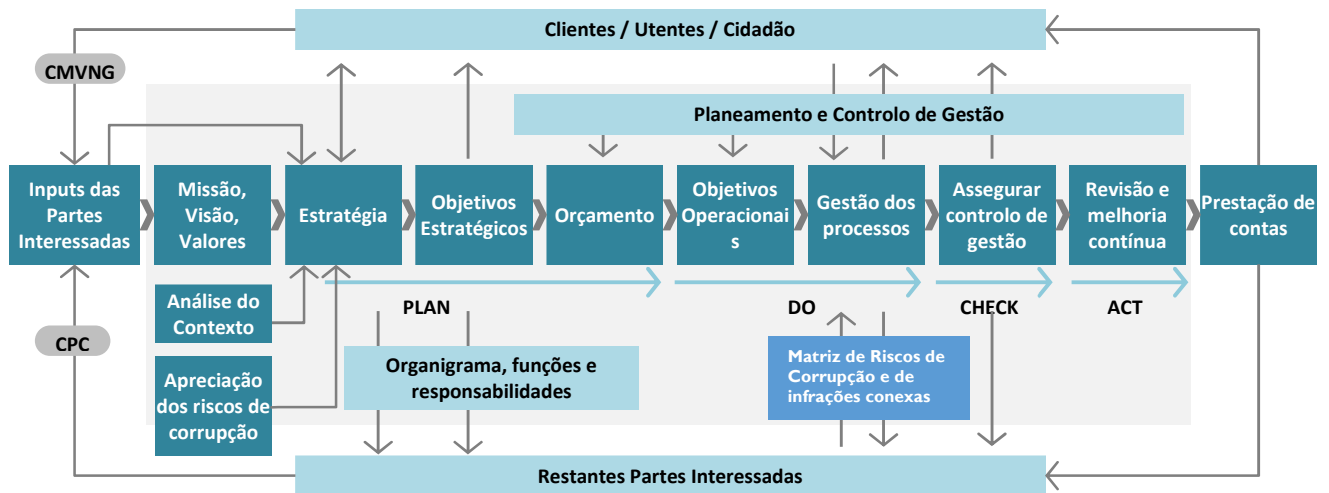 Clientes / Utentes / Cidadão
CMVNG
Planeamento e Controlo de Gestão
Inputs das
Partes
Interessadas
Missão,
Visão,
Valores
Estratégia
Objetivos
Estratégicos
Orçamento
Objetivos
Operacionai
s
Gestão dos
processos
Assegurar
controlo de
gestão
Revisão e
melhoria
contínua
Prestação de
contas
Análise do
Contexto
PLAN
DO
CHECK
ACT
CPC
Organigrama, funções e
responsabilidades
Matriz de Riscos de
Corrupção e de
infrações conexas
Apreciação
dos riscos de
corrupção
Restantes Partes Interessadas